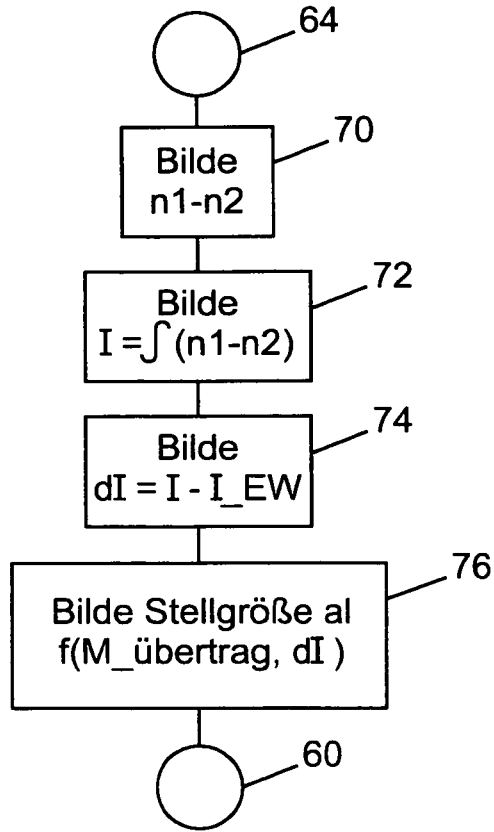 64
70
Bilde
n1-n2
72
Bilde
I =∫(n1-n2)
74
Bilde
dI = I - I_EW
76
Bilde Stellgröße al
f(M_übertrag, dI )
60